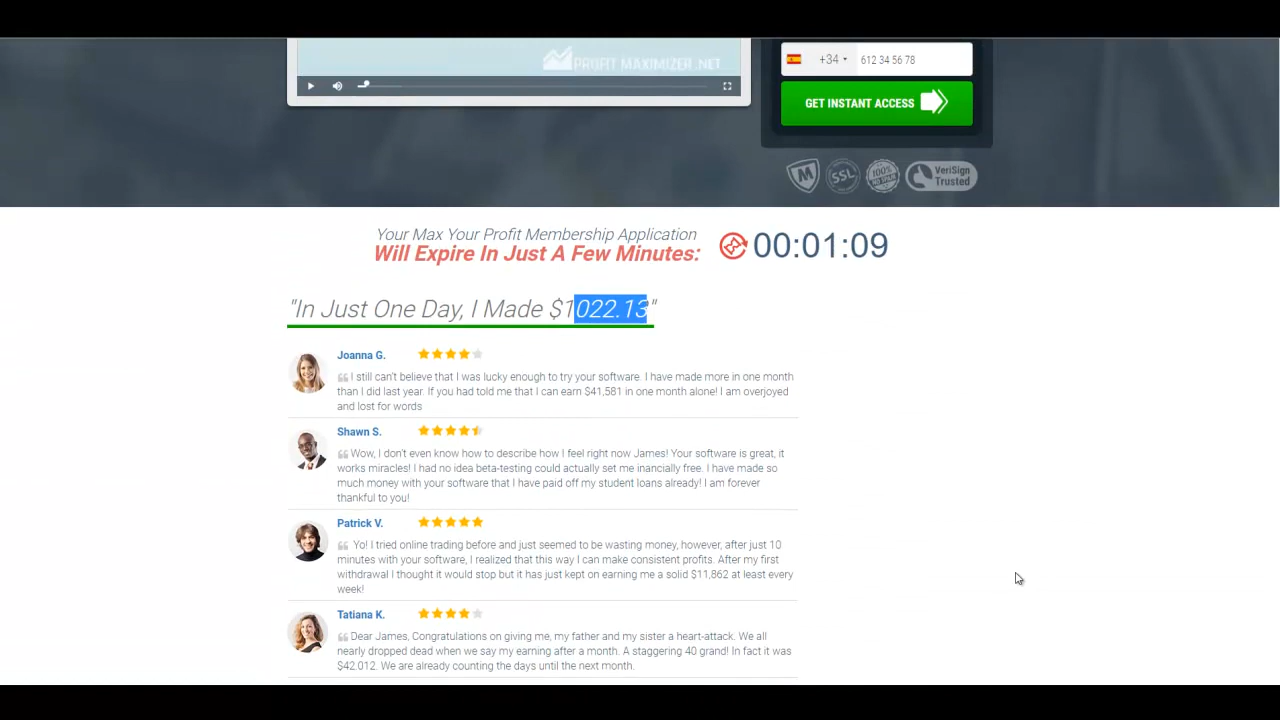 PROFIT MAXIMIZER.NET
+34
612 34 56 78
GET INSTANT ACCESS
M
SSL
100%
NO SPAM
VeriSign
Trusted
Your Max Your Profit Membership Application
Will Expire In Just A Few Minutes:
00:01:09
"In Just One Day, I Made $1022.13"
Joanna G.
I still can't believe that I was lucky enough to try your software. I have made more in one month
than I did last year. If you had told me that I can earn $41,581 in one month alone! I am overjoyed
and lost for words
Shawn S.
Wow, I don't even know how to describe how I feel right now James! Your software is great, it
works miracles! I had no idea beta-testing could actually set me inancially free. I have made so
much money with your software that I have paid off my student loans already! I am forever
thankful to you!
Patrick V.
Yo! I tried online trading before and just seemed to be wasting money, however, after just 10
minutes with your software, I realized that this way I can make consistent profits. After my first
withdrawal I thought it would stop but it has just kept on earning me a solid $11,862 at least every
week!
Tatiana K.
Dear James, Congratulations on giving me, my father and my sister a heart-attack. We all
nearly dropped dead when we say my earning after a month. A staggering 40 grand! In fact it was
$42.012. We are already counting the days until the next month.